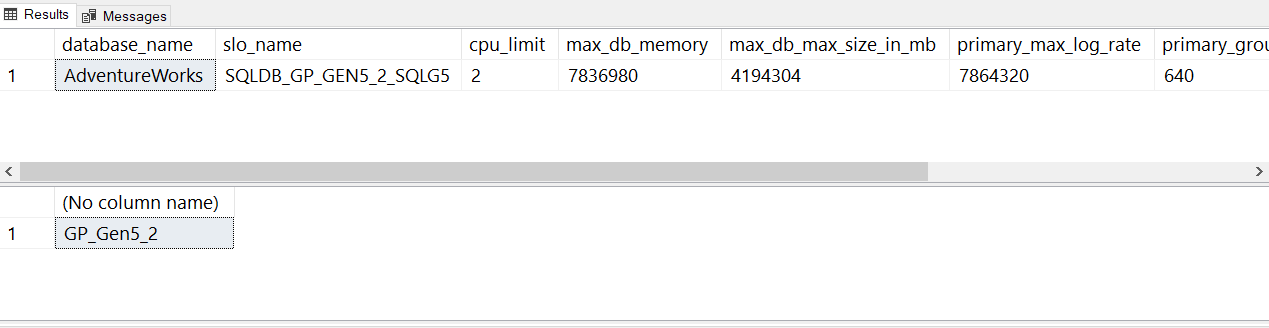 Results Messages
database_name slo_name cpu_limit max_db_memory max_db_max_size_in_mb primary_max_log_rate primary_grou
1 AdventureWorks SQLDB_GP_GEN5_2_SQLG5 2 7836980 4194304 7864320 640
(No column name)
1 GP_Gen5_2